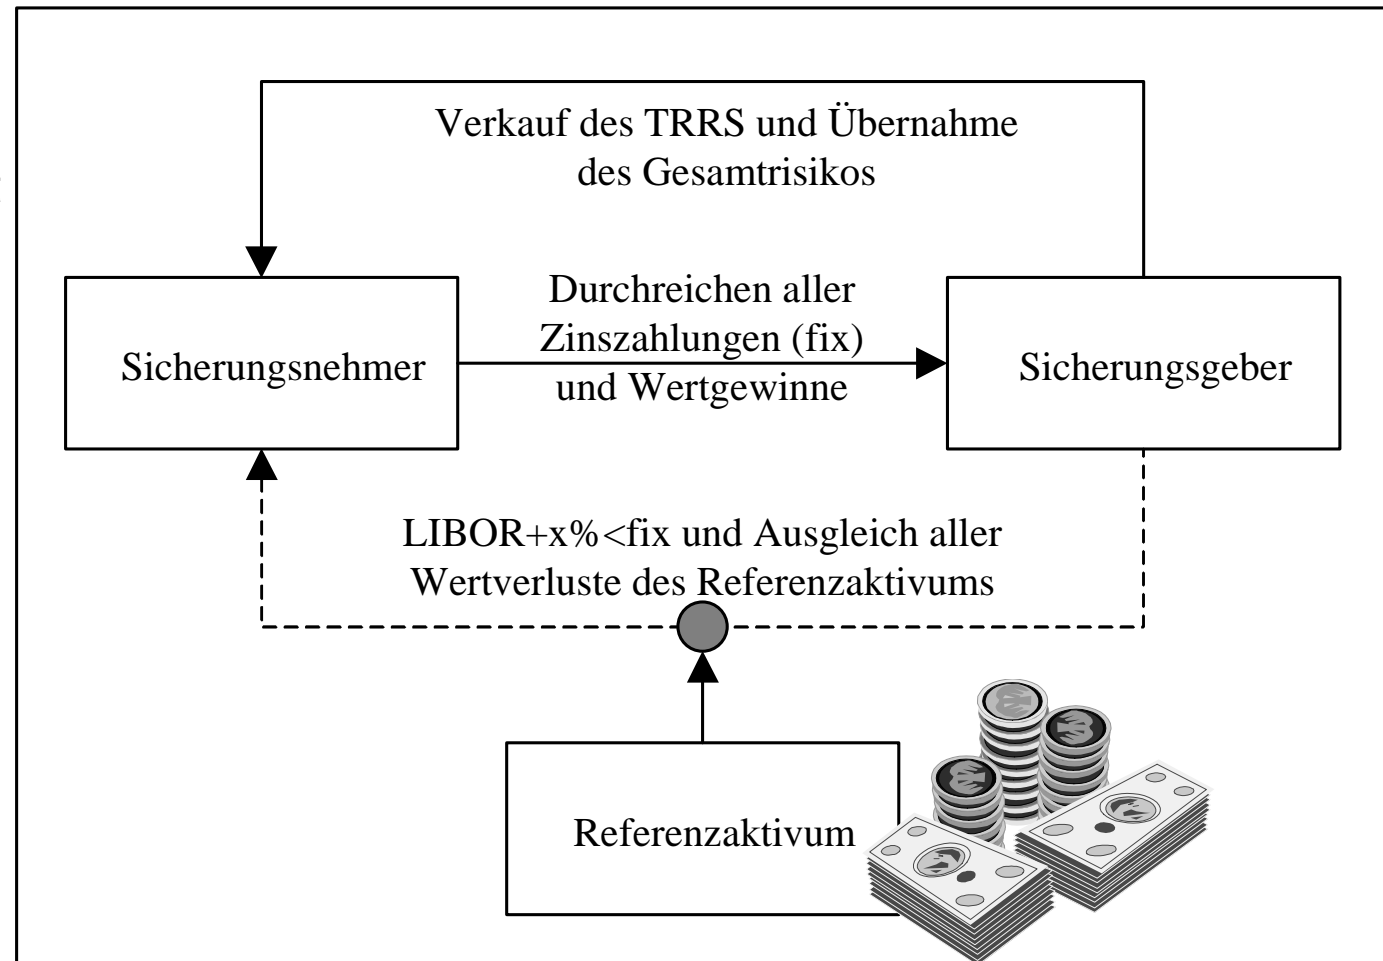 Verkauf des TRRS und Übernahme
des Gesamtrisikos
Durchreichen aller
Zinszahlungen (fix)
und Wertgewinne
Sicherungsnehmer
Sicherungsgeber
LIBOR+x%<fix und Ausgleich aller
Wertverluste des Referenzaktivums
Referenzaktivum